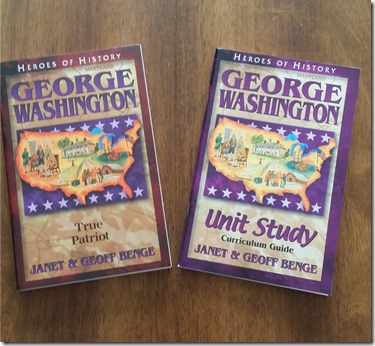 HEROES OF HISTORY
GEORGE
WASHINGTON
True
Patriot
JANET & GEOFF BENGE
HEROES OF HISTORY
GEORGE
WASHINGTON
Unit Study
Curriculum Guide
JANET & GEOFF BENGE